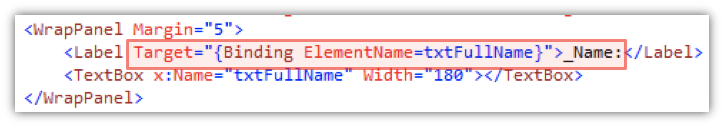 <WrapPanel Margin="5">
<Label Target="{Binding ElementName=txtFullName}">_Name:</Label>
<TextBox x:Name="txtFullName" Width="180"></TextBox>
</WrapPanel>